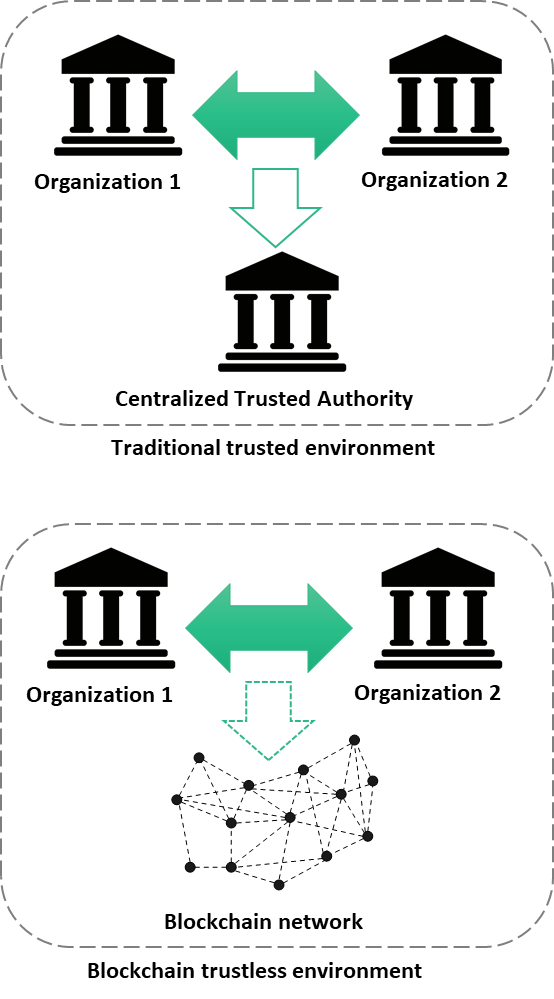 Organization 1
Organization 2
Centralized Trusted Authority
Traditional trusted environment
Organization 1
Organization 2
Blockchain network
Blockchain trustless environment